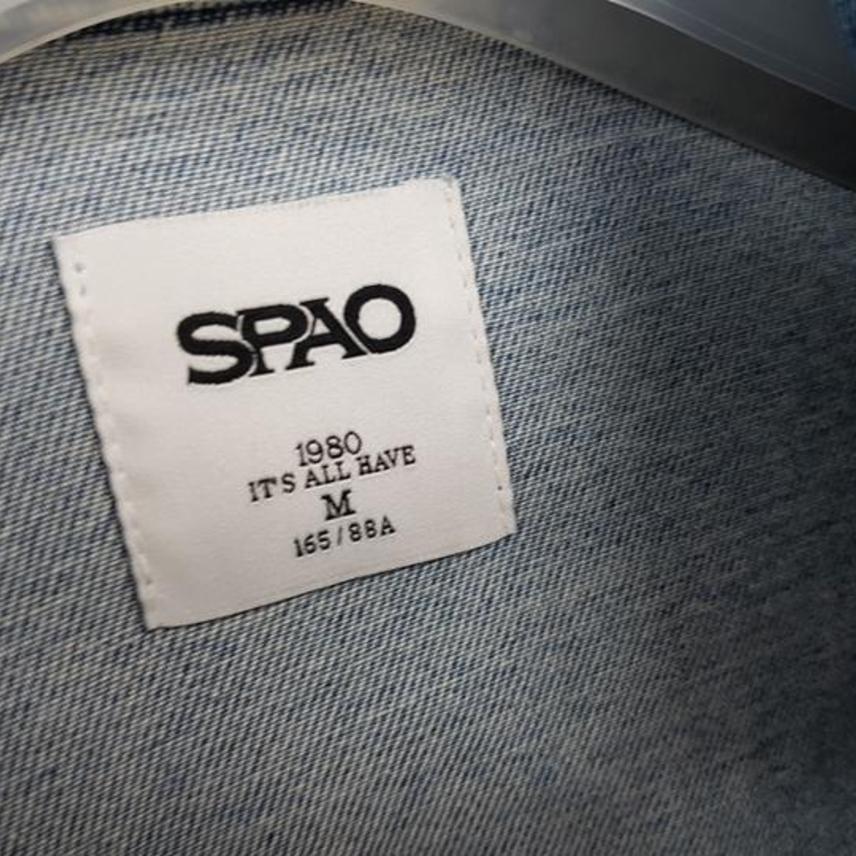 SPAO
1980
IT'S ALL HAVE
M
165/88A